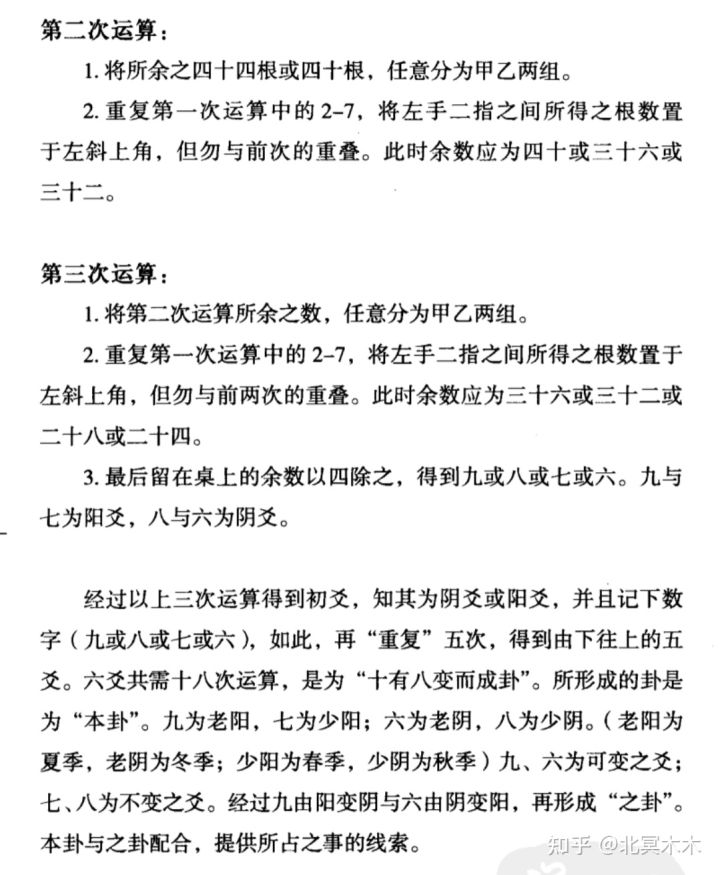 第二次运算：
1. 将所余之四十四根或四十根，任意分为甲乙两组。
2. 重复第一次运算中的 2–7，将左手二指之间所得之根数置
于左斜上角，但勿与前次的重叠。此时余数应为四十或三十六或
三十二。
第三次运算：
1. 将第二次运算所余之数，任意分为甲乙两组。
2. 重复第一次运算中的 2–7，将左手二指之间所得之根数置于
左斜上角，但勿与前两次的重叠。此时余数应为三十六或三十二或
二十八或二十四。
3. 最后留在桌上的余数以四除之，得到九或八或七或六。九与
七为阳爻，八与六为阴爻。
经过以上三次运算得到初爻，知其为阴爻或阳爻，并且记下数
字（九或八或七或六），如此，再“重复”五次，得到由下往上的五
爻。六爻共需十八次运算，是为“十有八变而成卦”。所形成的卦是
为“本卦”。九为老阳，七为少阳；六为老阴，八为少阴。（老阳为
夏季，老阴为冬季；少阳为春季，少阴为秋季）九、六为可变之爻；
七、八为不变之爻。经过九由阳变阴与六由阴变阳，再形成“之卦”。
本卦与之卦配合，提供所占之事的线索。
知乎 @北冥木木